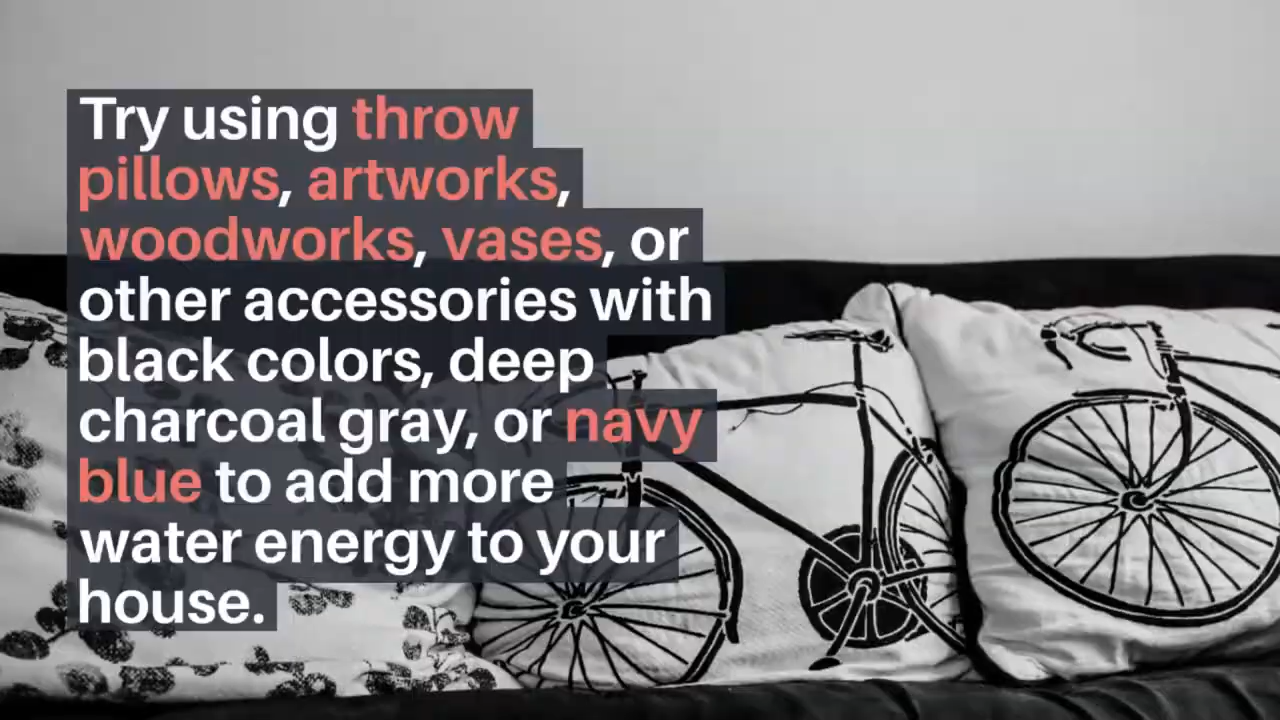 Try using throw
pillows, artworks,
woodworks, vases, or
other accessories with
black colors, deep
charcoal gray, or navy
blue to add more
water energy to your
house.